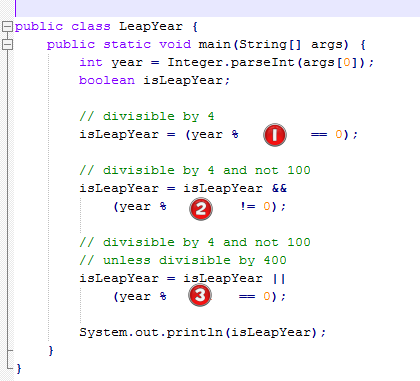 public class LeapYear {
public static void main(String[] args) {
int year = Integer.parseInt(args[0]);
boolean isLeapYear;
// divisible by 4
isLeapYear = (year % 1 == 0);
// divisible by 4 and not 100
isLeapYear = isLeapYear &&
(year % 2 != 0);
// divisible by 4 and not 100
// unless divisible by 400
isLeapYear = isLeapYear ||
(year % 3 == 0);
System.out.println(isLeapYear);
}
}